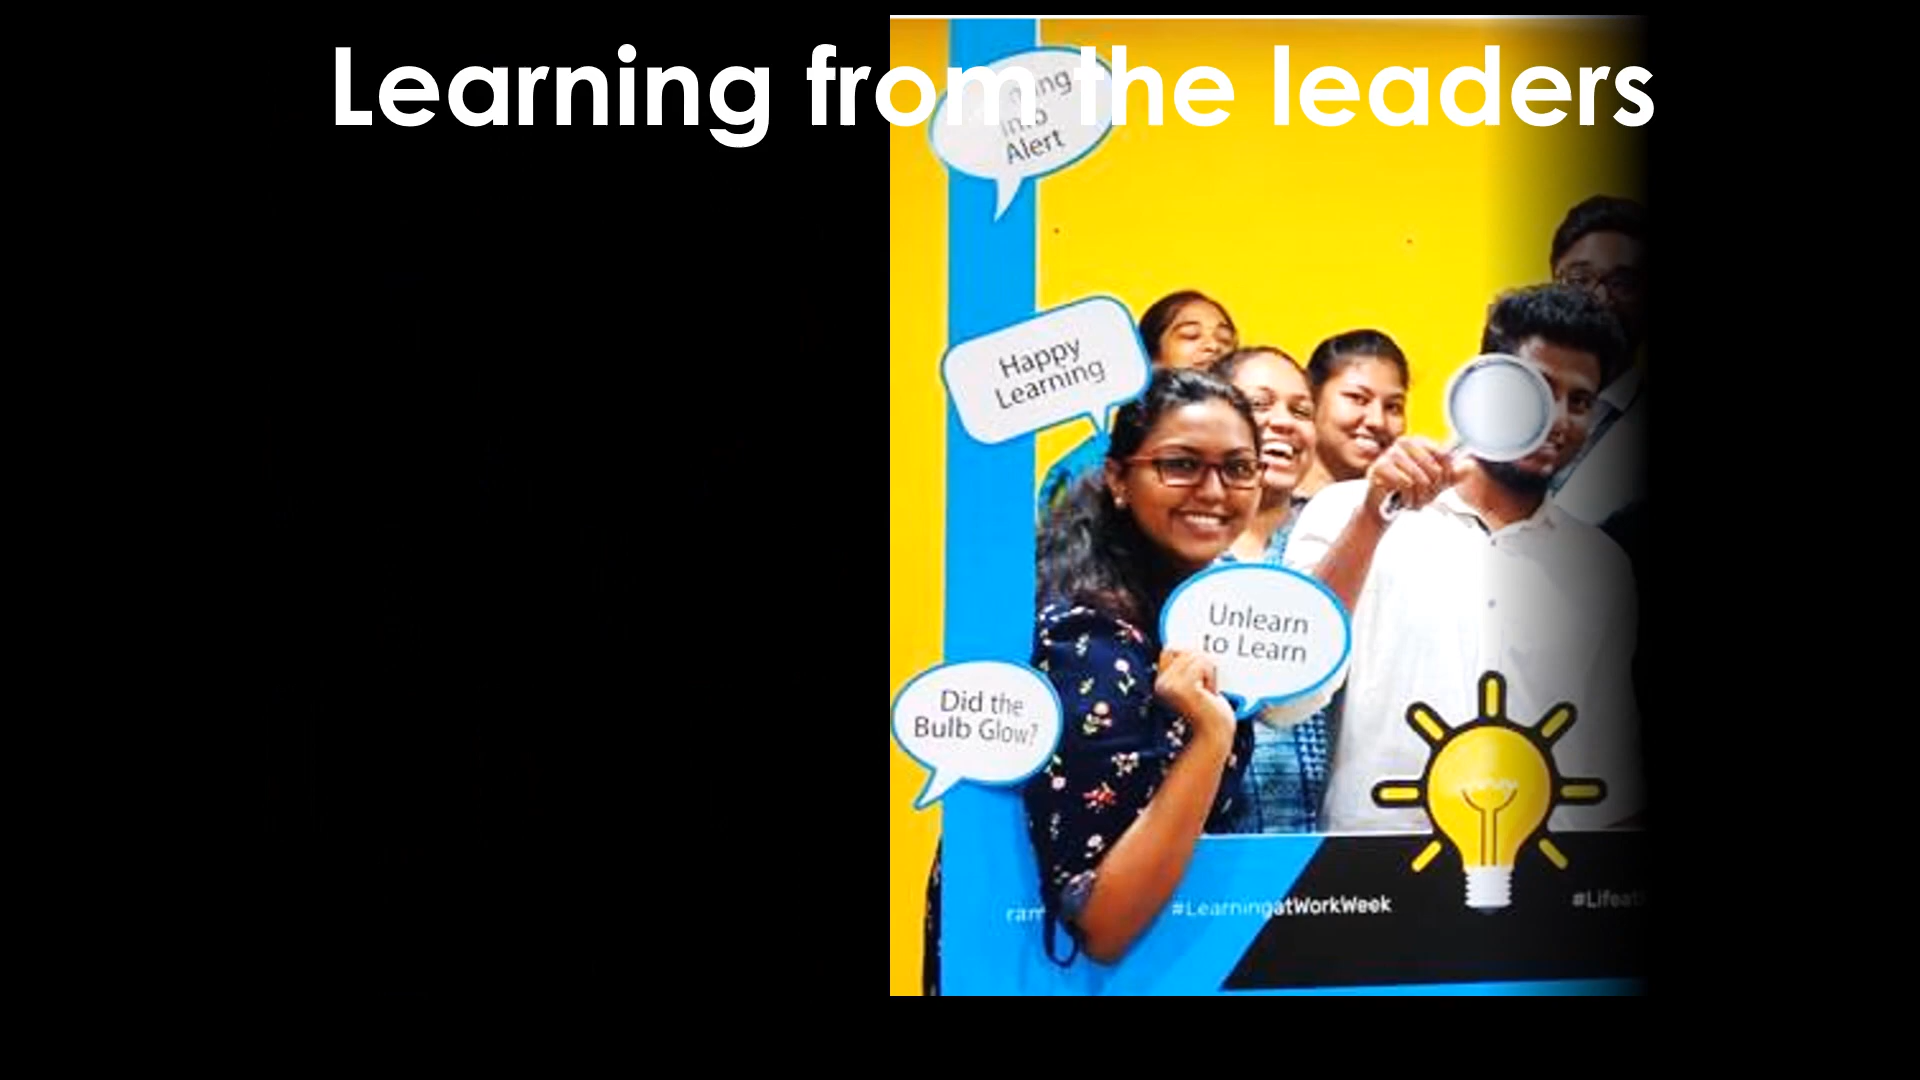 Learning from the leaders
Alert
Happy
Learning
Unlearn
to Learn
Did the
Bulb Glow?
#LearningatWorkWeek